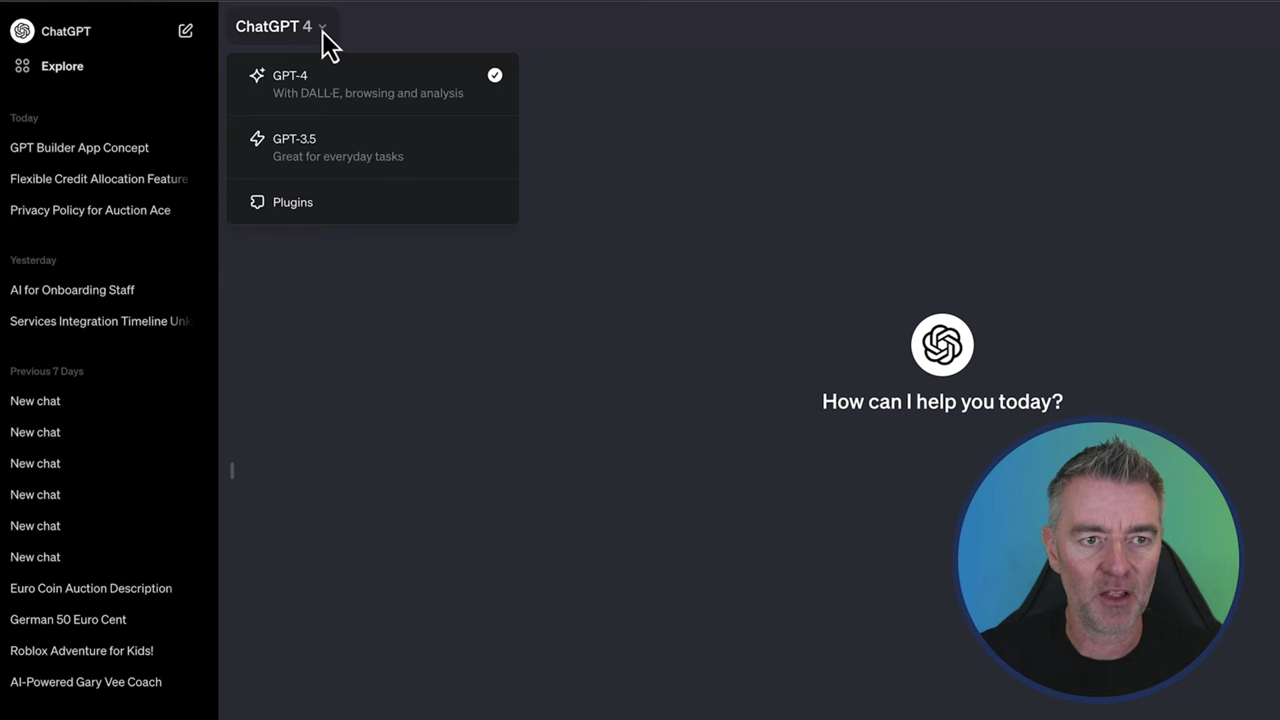 ChatGPT
Explore
Today
GPT Builder App Concept
Flexible Credit Allocation Feature
Privacy Policy for Auction Ace
Yesterday
AI for Onboarding Staff
Services Integration Timeline Unk
Previous 7 Days
New chat
New chat
New chat
New chat
New chat
New chat
Euro Coin Auction Description
German 50 Euro Cent
Roblox Adventure for Kids!
AI-Powered Gary Vee Coach
ChatGPT 4
GPT-4
With DALL·E, browsing and analysis
GPT-3.5
Great for everyday tasks
Plugins
How can I help you today?